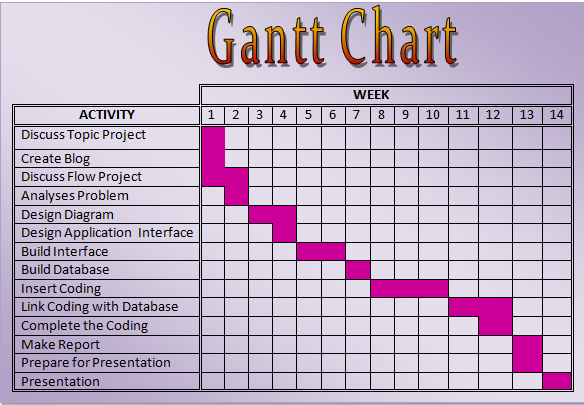 Gantt Chart
WEEK
ACTIVITY 1 2 3 4 5 6 7 8 9 10 11 12 13 14
Discuss Topic Project
Create Blog
Discuss Flow Project
Analyses Problem
Design Diagram
Design Application Interface
Build Interface
Build Database
Insert Coding
Link Coding with Database
Complete the Coding
Make Report
Prepare for Presentation
Presentation